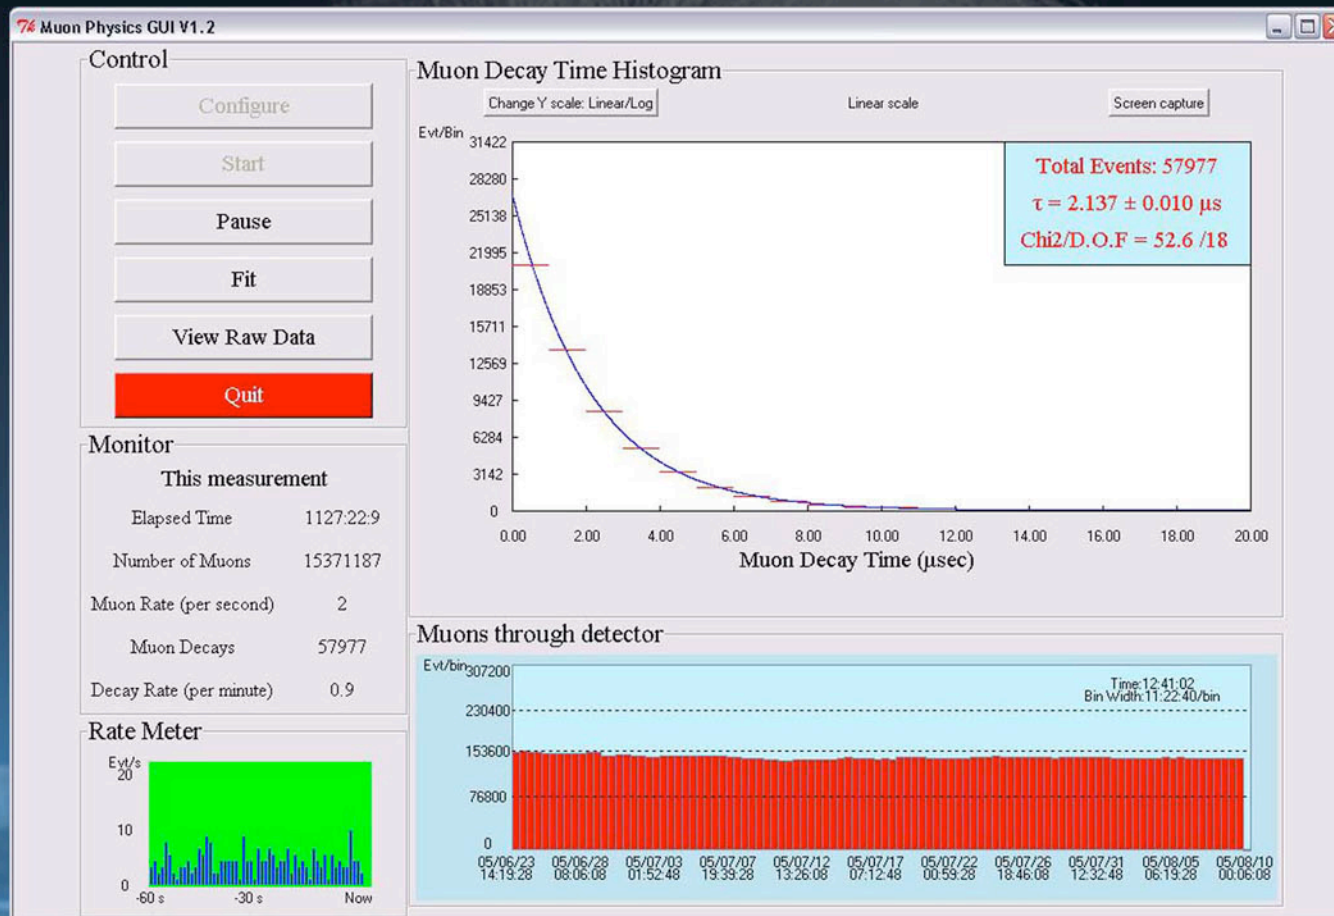 Muon Physics GUI V1.2
Control
Configure
Start
Pause
Fit
View Raw Data
Quit
Monitor
This measurement
Elapsed Time 1127:22:9
Number of Muons 15371187
Muon Rate (per second) 2
Muon Decays 57977
Decay Rate (per minute) 0.9
Rate Meter
Evt/s
20
10
0
-60 s -30 s Now
Muon Decay Time Histogram
Change Y scale: Linear/Log Linear scale Screen capture
Evt/Bin
31422
28280
25138
21995
18853
15711
12569
9427
6284
3142
0
Total Events: 57977
τ = 2.137 ± 0.010 μs
Chi2/D.O.F = 52.6 /18
0.00 2.00 4.00 6.00 8.00 10.00 12.00 14.00 16.00 18.00 20.00
Muon Decay Time (μsec)
Muons through detector
Evt/bin
307200
230400
153600
76800
0
Time:12:41:02
Bin Width:11:22:40/bin
05/06/23 05/06/28 05/07/03 05/07/07 05/07/12 05/07/17 05/07/22 05/07/26 05/07/31 05/08/05 05/08/10
14:19:28 08:06:08 01:52:48 19:39:28 13:26:08 07:12:48 00:59:28 18:46:08 12:32:48 06:19:28 00:06:08